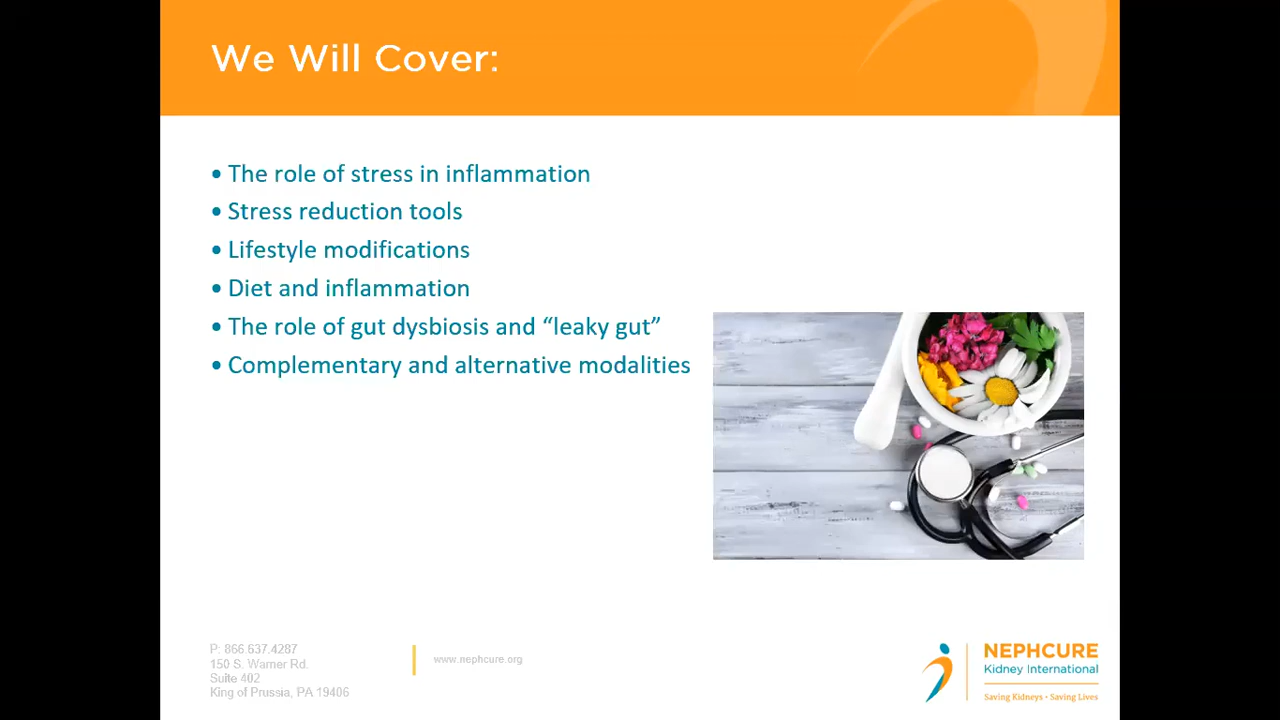 We Will Cover:
• The role of stress in inflammation
• Stress reduction tools
• Lifestyle modifications
• Diet and inflammation
• The role of gut dysbiosis and “leaky gut”
• Complementary and alternative modalities
P: 866.637.4287
150 S. Warner Rd.
Suite 402
King of Prussia, PA 19406
www.nephcure.org
NEPHCURE
Kidney International
Saving Kidneys • Saving Lives